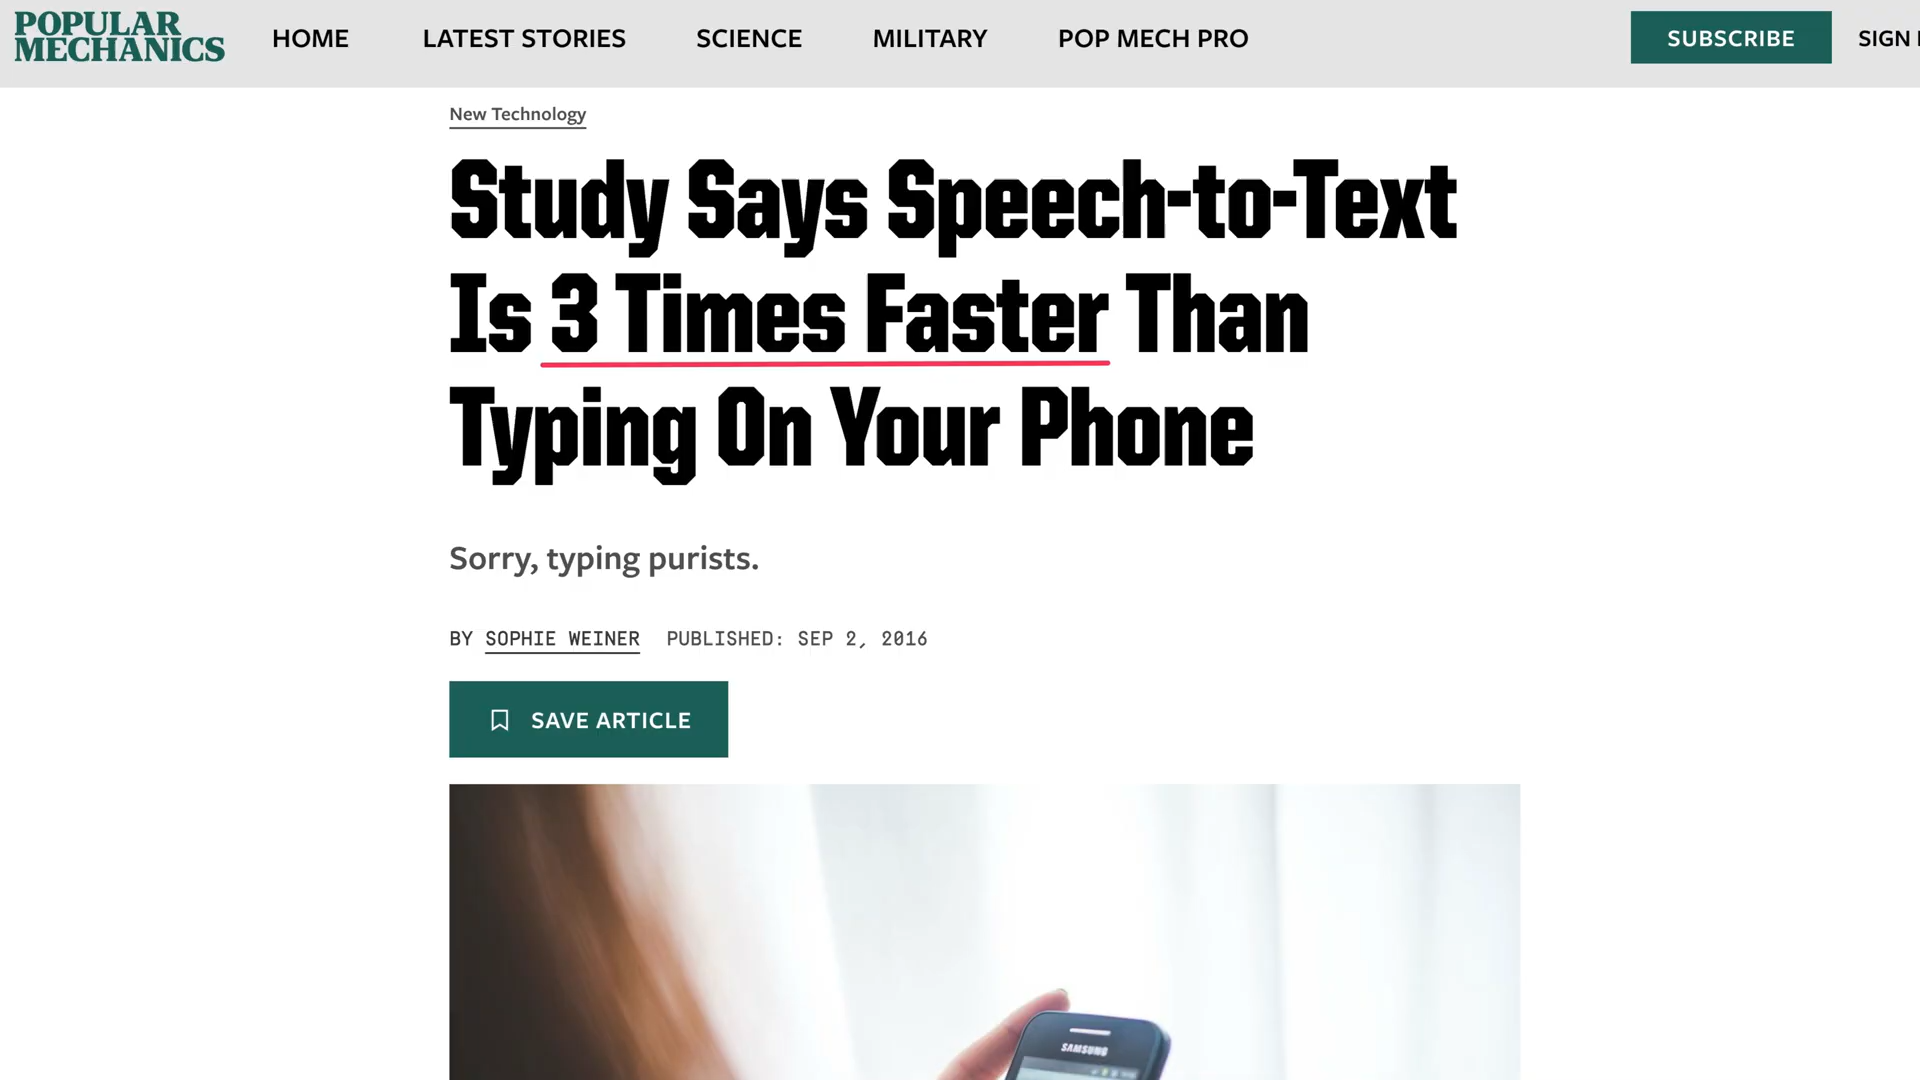 POPULAR
MECHANICS
HOME
LATEST STORIES
SCIENCE
MILITARY
POP MECH PRO
SUBSCRIBE
SIGN
New Technology
Study Says Speech-to-Text
Is 3 Times Faster Than
Typing On Your Phone
Sorry, typing purists.
BY SOPHIE WEINER PUBLISHED: SEP 2, 2016
SAVE ARTICLE
SAMSUNG